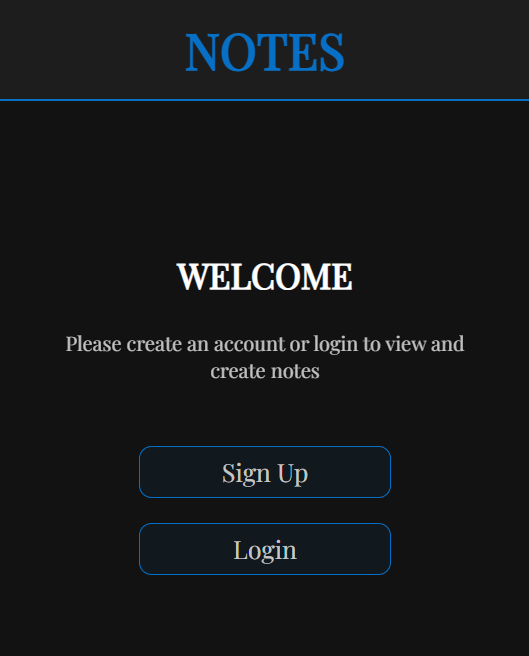 NOTES
WELCOME
Please create an account or login to view and
create notes
Sign Up
Login